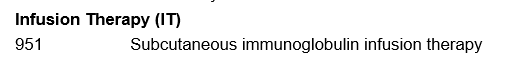 Infusion Therapy (IT)
951 Subcutaneous immunoglobulin infusion therapy